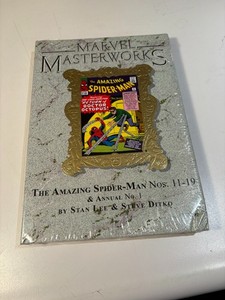 MARVEL
MASTERWORKS
THE AMAZING
SPIDER-MAN
DOCTOR
OCTOPUS!
THE AMAZING SPIDER-MAN NOS. 11-19
& ANNUAL NO. 1
BY STAN LEE & STEVE DITKO